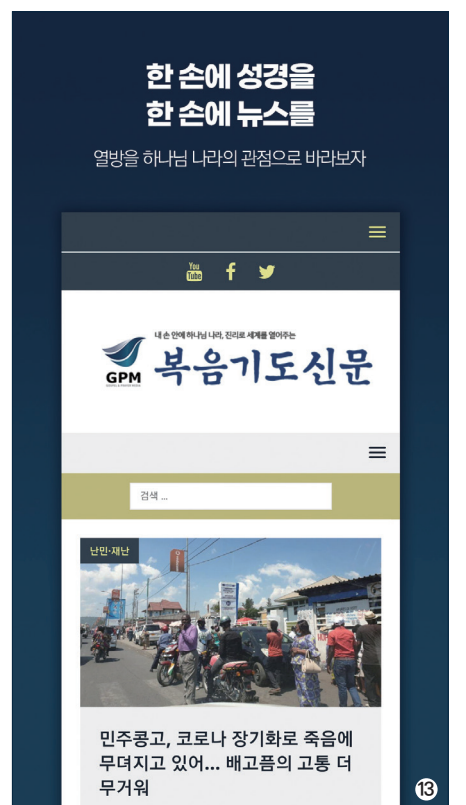 한 손에 성경을
한 손에 뉴스를
열방을 하나님 나라의 관점으로 바라보자
You
Tube
내 손 안에 하나님 나라, 진리로 세계를 열어주는
GPM
복음기도신문
검색 ...
난민·재난
민주콩고, 코로나 장기화로 죽음에
무뎌지고 있어... 배고픔의 고통 더
무거워
⑬